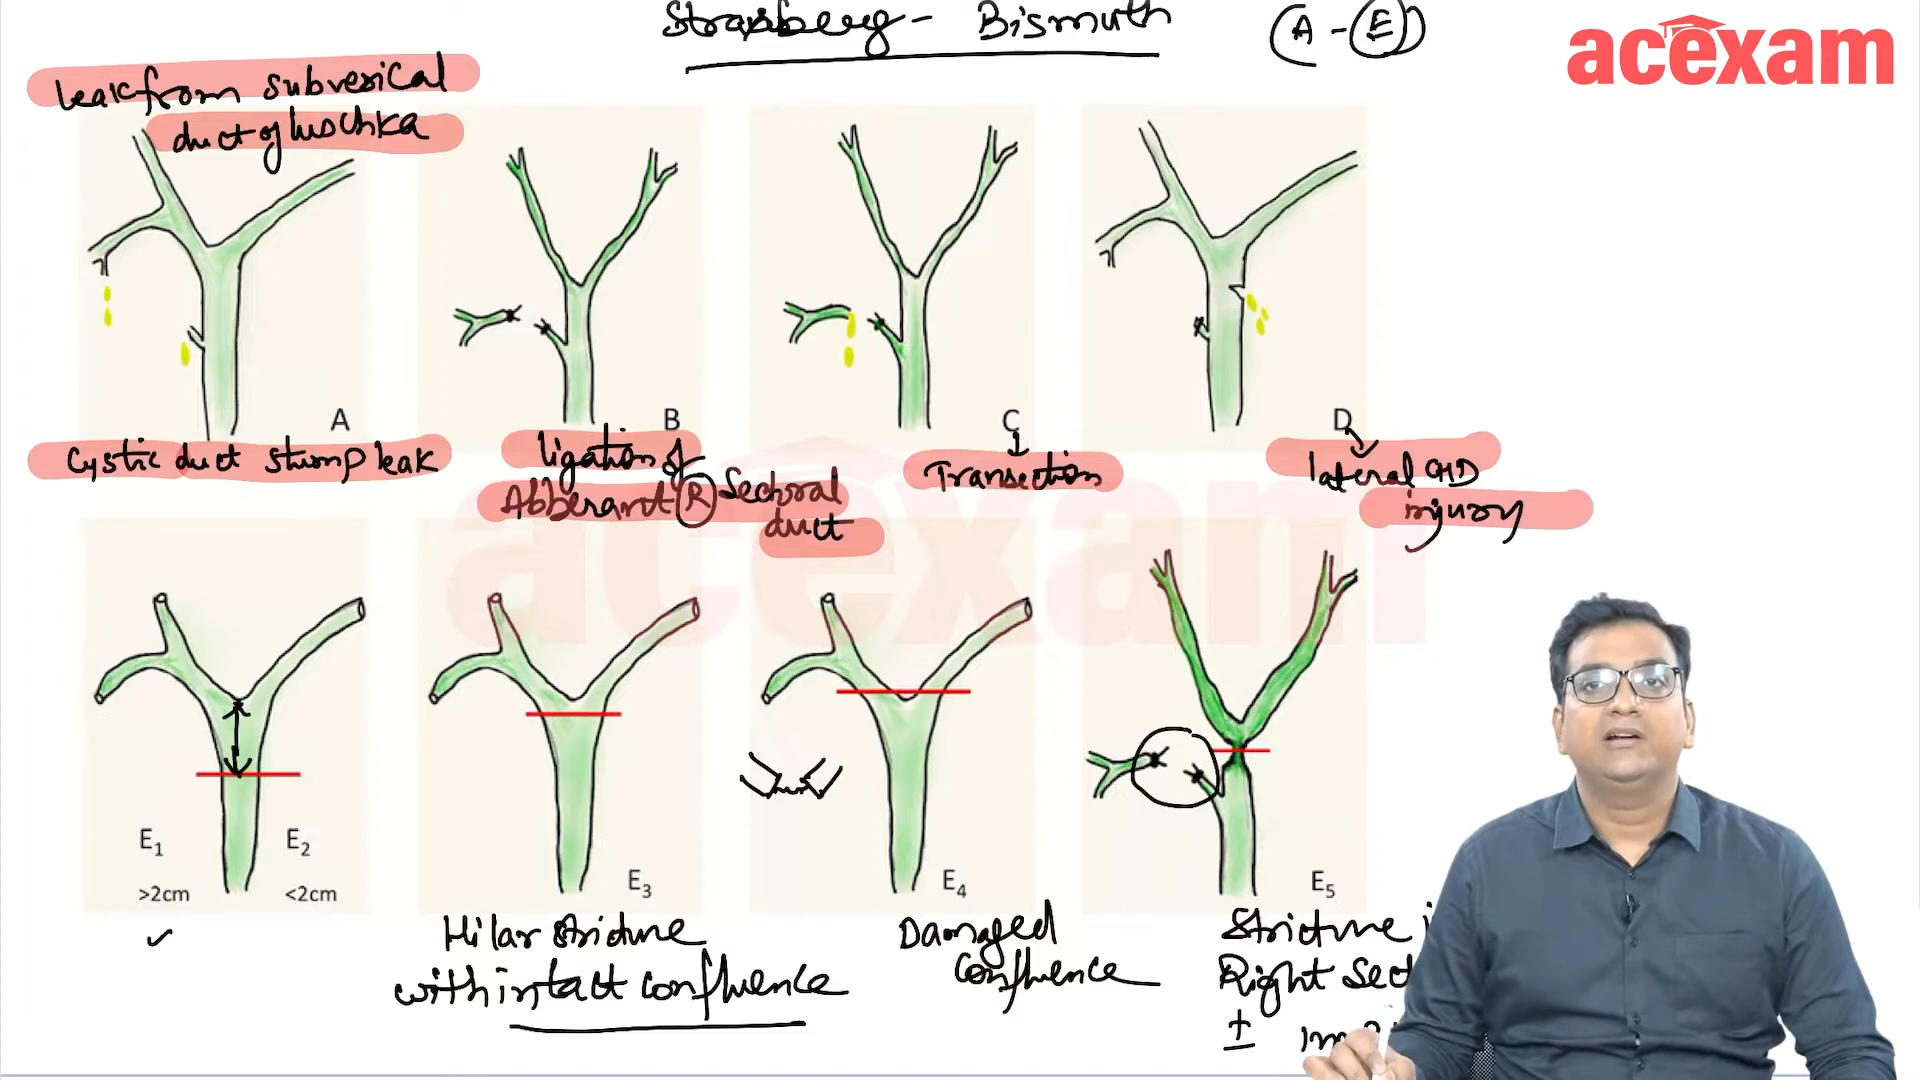 Strasberg - Bismuth (A - E)
acexam
leak from subvesical
duct of luschka
A
B
C
D
Cystic duct stump leak
ligation of
Abberant R Sectoral
duct
Transection
lateral CHD
injury
acexam
E1 E2
>2cm <2cm
E3
E4
E5
Hilar stricture
with intact confluence
Damaged
confluence
Stricture i
Right Sect
±